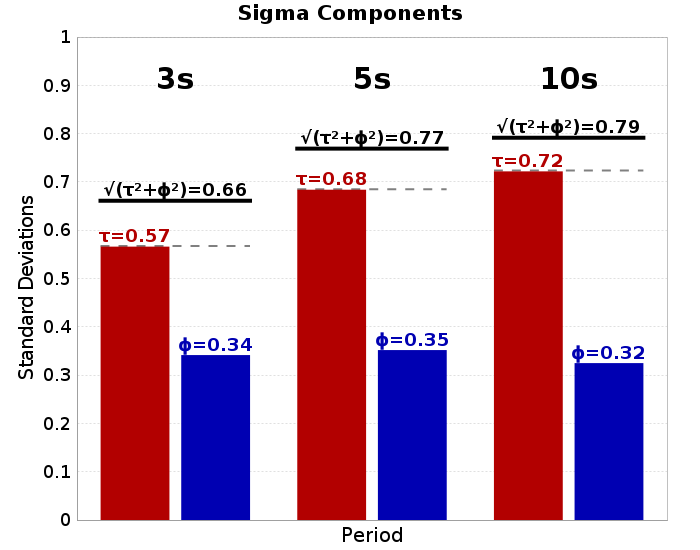 Sigma Components
1
0.9
0.8
0.7
0.6
0.5
0.4
0.3
0.2
0.1
0
Standard Deviations
3s
5s
10s
√(τ²+ϕ²)=0.66
√(τ²+ϕ²)=0.77
√(τ²+ϕ²)=0.79
τ=0.57
τ=0.68
τ=0.72
ϕ=0.34
ϕ=0.35
ϕ=0.32
Period